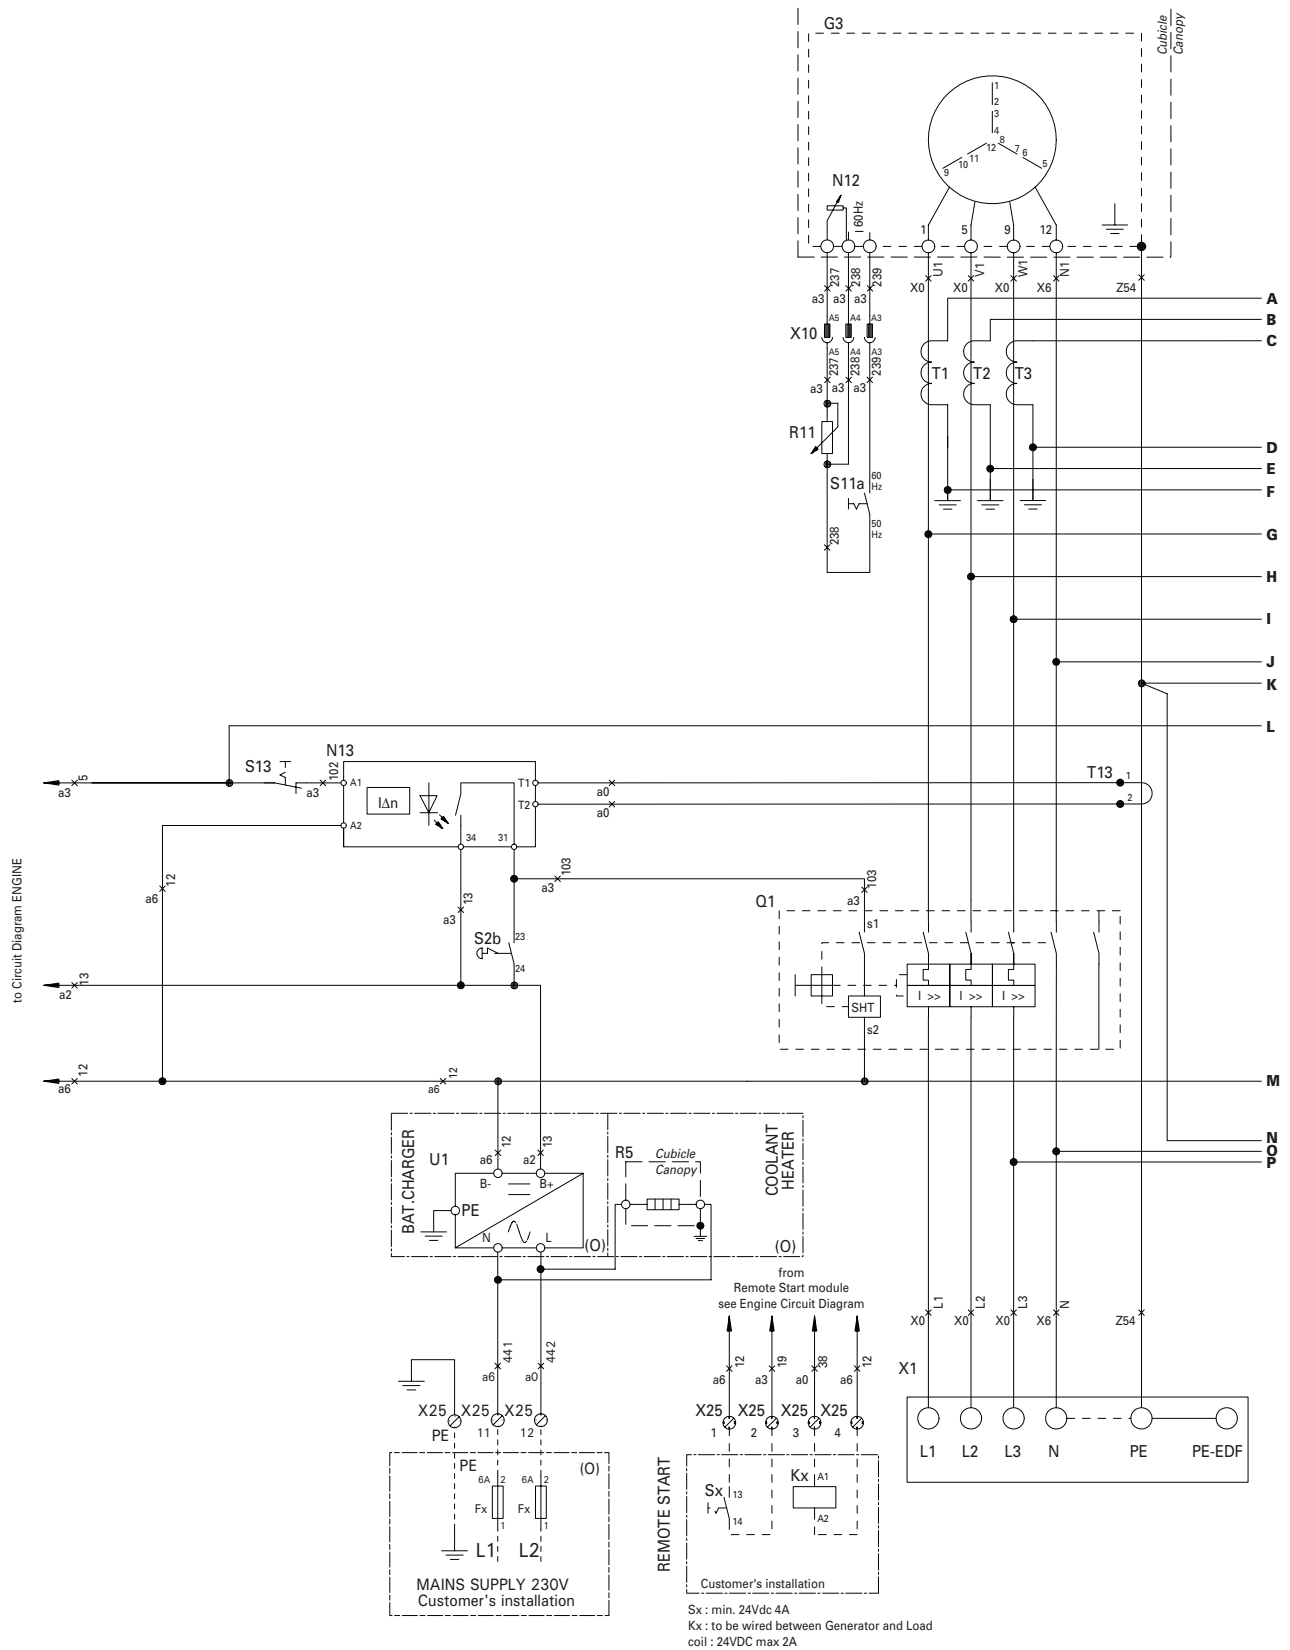 G3
Cubicle
Canopy
1
2
3
4
12
8
7
6
5
11
10
9
N12
60Hz
1 5 9 12
237 238 239
U1 V1 W1 N1
a3 a3 a3
X0 X0 X0 X6 Z54
A
B
C
X10
A5 A4 A3
A5 A4 A3
237 238 239
a3 a3 a3
T1 T2 T3
R11
D
E
F
S11a
60
Hz
50
Hz
238
G
H
I
J
K
L
S13
N13
5
a3
102
a3
A1
A2
IΔn
T1
T2
34
31
a0
a0
T13
1
2
to Circuit Diagram ENGINE
12
a6
13
a3
103
a3
103
a3
Q1
s1
S2b
23
24
13
a2
I >> I >> I >>
SHT
s2
12
a6
12
a6
M
N
O
P
BAT.CHARGER
U1
12
a6
13
a2
B-
B+
PE
N
L
(O)
R5
Cubicle
Canopy
COOLANT
HEATER
(O)
from
Remote Start module
see Engine Circuit Diagram
441
a6
442
a0
12
a6
19
a3
38
a0
12
a6
L1 L2 L3 N
X0 X0 X0 X6 Z54
X1
X25 X25 X25
PE 11 12
X25 X25 X25 X25
1 2 3 4
L1 L2 L3 N PE PE-EDF
PE
(O)
6A 2
Fx
1
6A 2
Fx
1
L1 L2
MAINS SUPPLY 230V
Customer's installation
REMOTE START
Sx
13
14
Kx
A1
A2
Customer's installation
Sx : min. 24Vdc 4A
Kx : to be wired between Generator and Load
coil : 24VDC max 2A